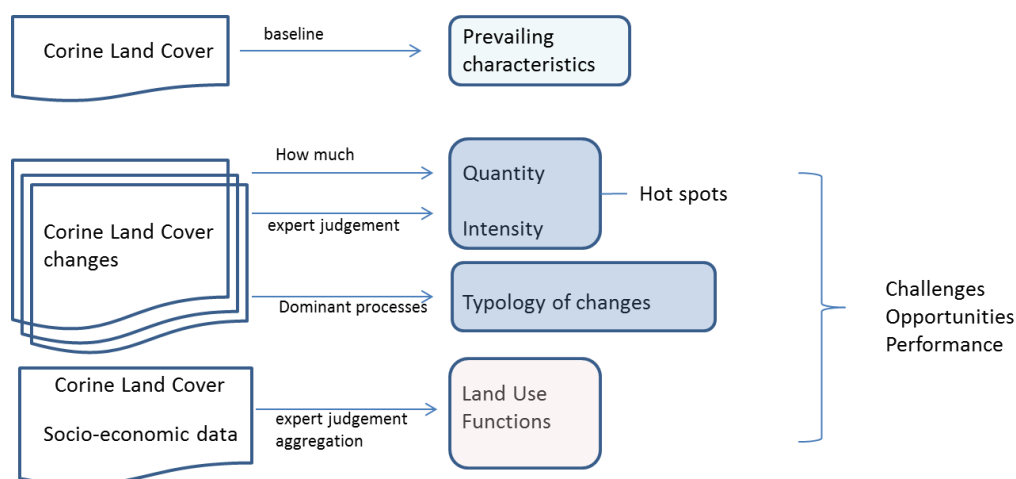 Corine Land Cover
baseline
Prevailing
characteristics
Corine Land Cover
changes
How much
expert judgement
Dominant processes
Quantity
Intensity
Hot spots
Typology of changes
Corine Land Cover
Socio-economic data
expert judgement
aggregation
Land Use
Functions
Challenges
Opportunities
Performance